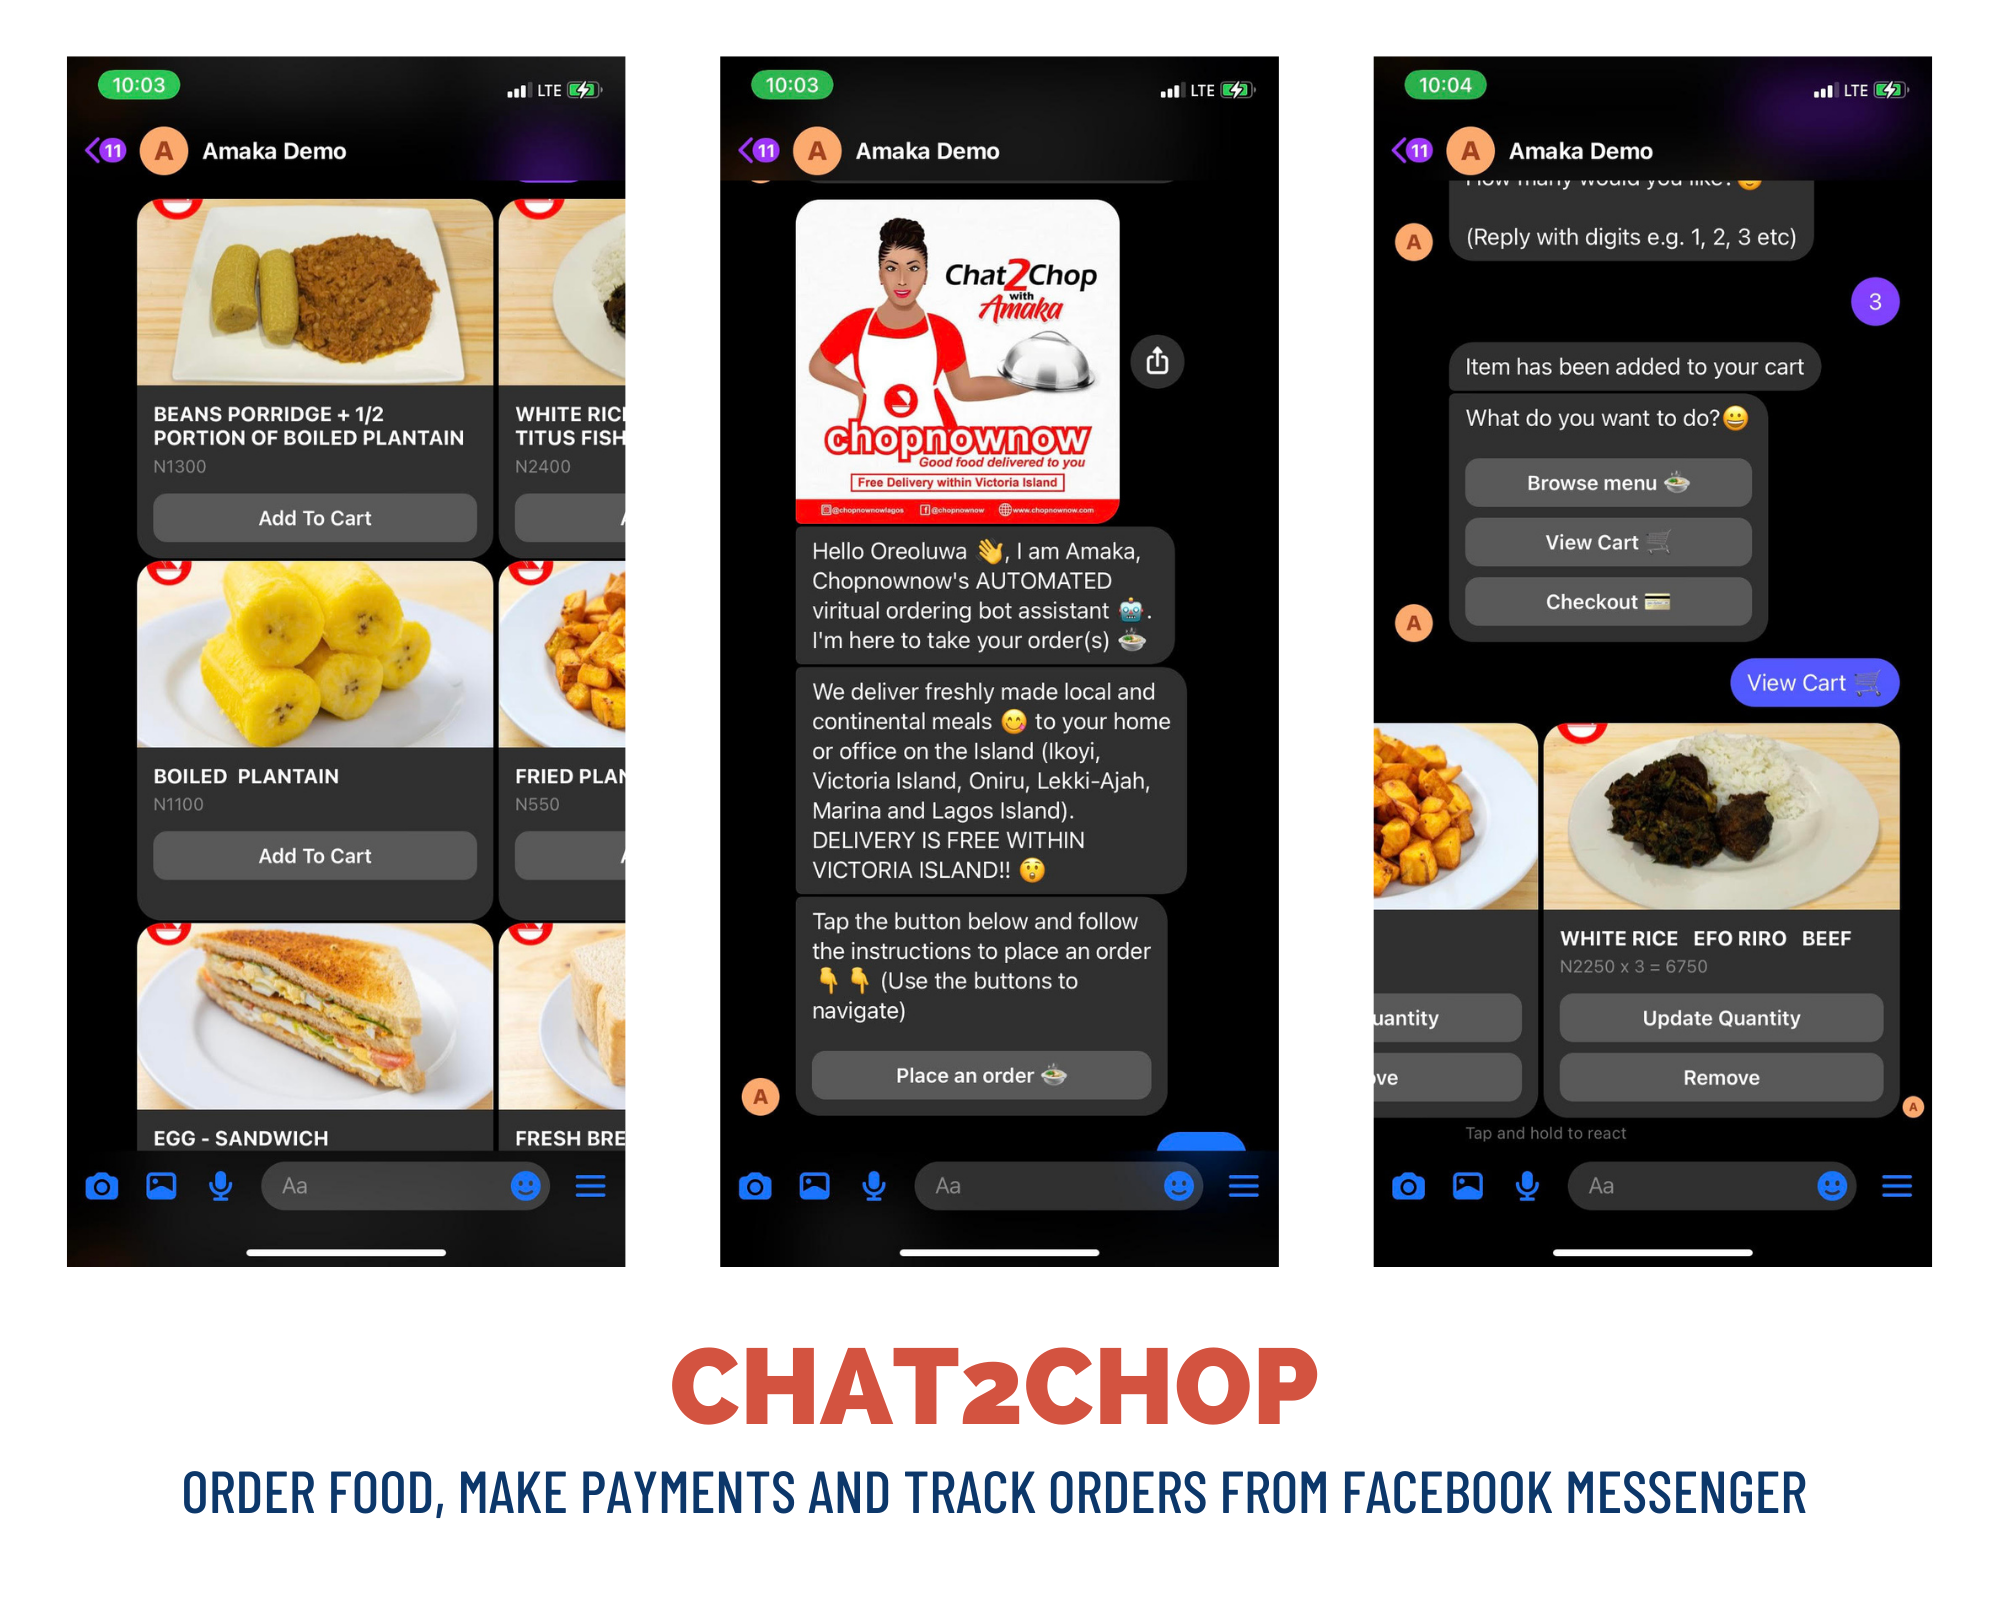 10:03
LTE
11
A
Amaka Demo
BEANS PORRIDGE + 1/2
PORTION OF BOILED PLANTAIN
N1300
Add To Cart
WHITE RIC
TITUS FISH
N2400
BOILED PLANTAIN
N1100
Add To Cart
FRIED PLAN
N550
EGG - SANDWICH
FRESH BRE
Aa
10:03
LTE
11
A
Amaka Demo
Chat2Chop
with
Amaka
chopnownow
Good food delivered to you
Free Delivery within Victoria Island
@chopnownowlagos
@chopnownow
www.chopnownow.com
Hello Oreoluwa 👋, I am Amaka,
Chopnownow's AUTOMATED
viritual ordering bot assistant 🤖.
I'm here to take your order(s) 🍲
We deliver freshly made local and
continental meals 😋 to your home
or office on the Island (Ikoyi,
Victoria Island, Oniru, Lekki-Ajah,
Marina and Lagos Island).
DELIVERY IS FREE WITHIN
VICTORIA ISLAND!! 😲
Tap the button below and follow
the instructions to place an order
👇 👇 (Use the buttons to
navigate)
Place an order 🍲
A
Aa
10:04
LTE
11
A
Amaka Demo
How many would you like? 😊
(Reply with digits e.g. 1, 2, 3 etc)
A
3
Item has been added to your cart
What do you want to do?😀
Browse menu 🍲
View Cart 🛒
Checkout 💳
A
View Cart 🛒
uantity
ve
WHITE RICE EFO RIRO BEEF
N2250 x 3 = 6750
Update Quantity
Remove
A
Tap and hold to react
Aa
CHAT2CHOP
ORDER FOOD, MAKE PAYMENTS AND TRACK ORDERS FROM FACEBOOK MESSENGER